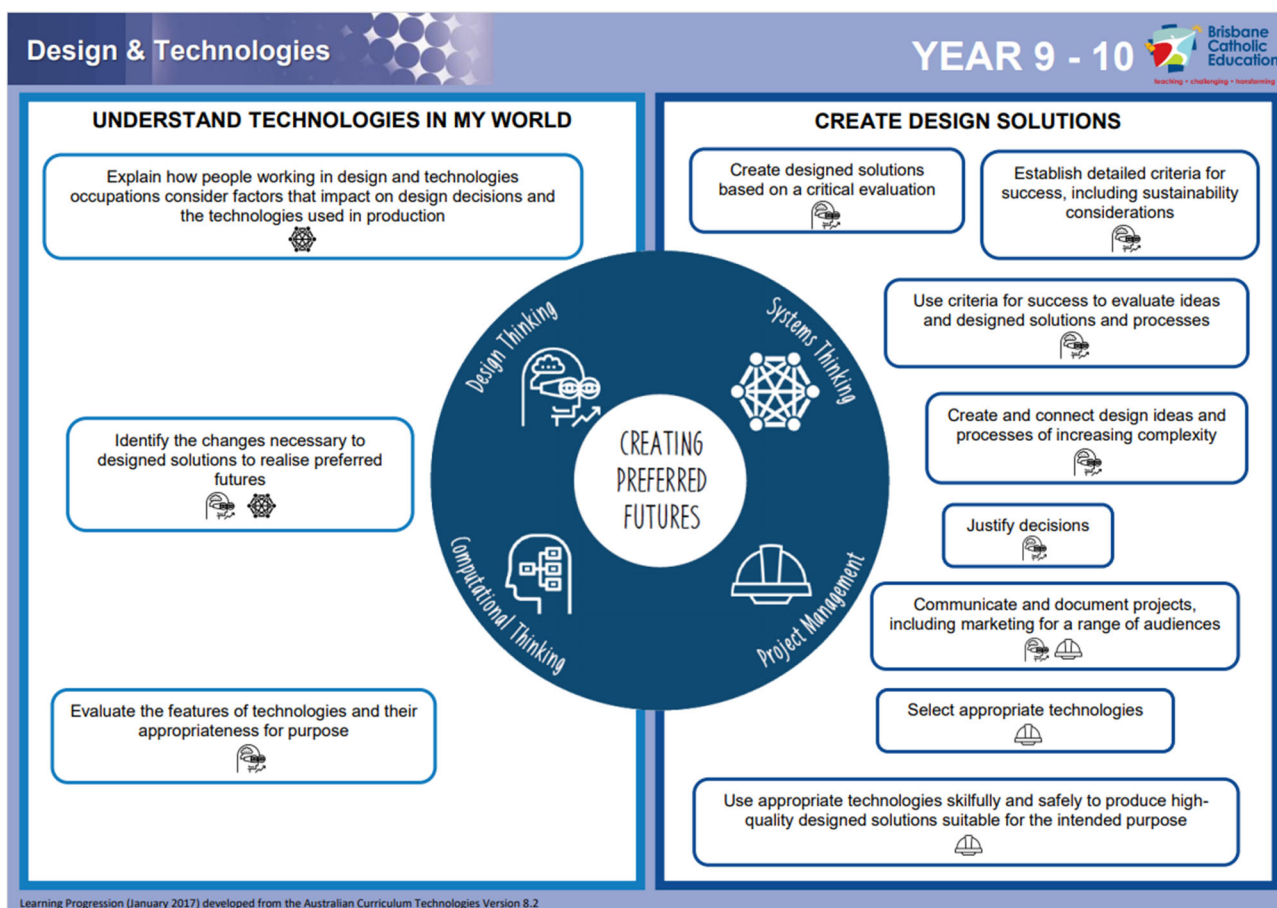 Design & Technologies
YEAR 9 - 10
Brisbane
Catholic
Education
teaching • challenging • transforming
UNDERSTAND TECHNOLOGIES IN MY WORLD
Explain how people working in design and technologies
occupations consider factors that impact on design decisions and
the technologies used in production
Identify the changes necessary to
designed solutions to realise preferred
futures
Evaluate the features of technologies and their
appropriateness for purpose
Design Thinking
Systems Thinking
Computational Thinking
Project Management
CREATING
PREFERRED
FUTURES
CREATE DESIGN SOLUTIONS
Create designed solutions
based on a critical evaluation
Establish detailed criteria for
success, including sustainability
considerations
Use criteria for success to evaluate ideas
and designed solutions and processes
Create and connect design ideas and
processes of increasing complexity
Justify decisions
Communicate and document projects,
including marketing for a range of audiences
Select appropriate technologies
Use appropriate technologies skilfully and safely to produce high-
quality designed solutions suitable for the intended purpose
Learning Progression (January 2017) developed from the Australian Curriculum Technologies Version 8.2